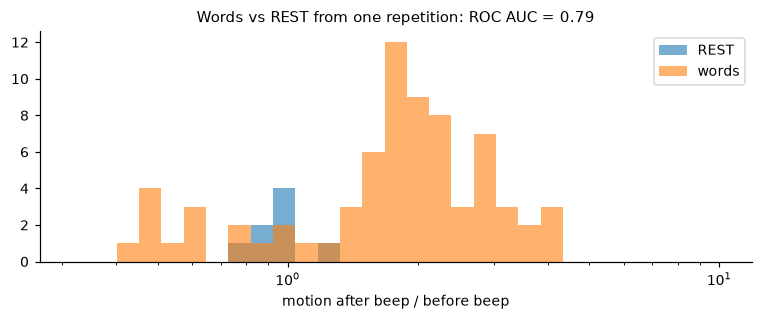 Words vs REST from one repetition: ROC AUC = 0.79
REST
words
12
10
8
6
4
2
0
10⁰
10¹
motion after beep / before beep